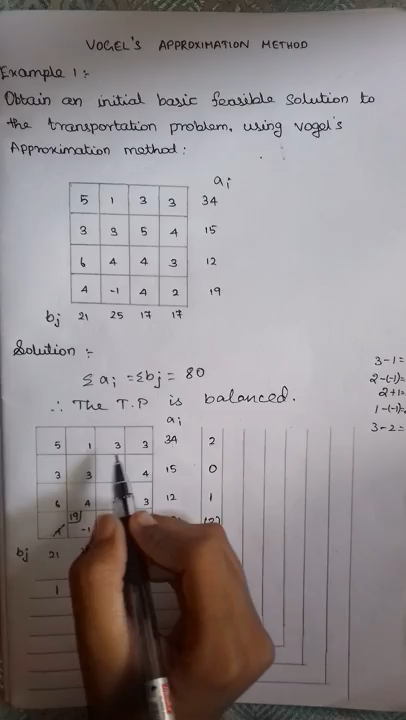 VOGEL'S APPROXIMATION METHOD
Example 1 :-
Obtain an initial basic feasible solution to
the transportation problem, using Vogel's
Approximation method:
ai
5 1 3 3 34
3 3 5 4 15
6 4 4 3 12
4 -1 4 2 19
bj 21 25 17 17
Solution :-
Σ ai = Σbj = 80
∴ The T.P is balanced.
3-1=
2-(-1)=
2+1=
1-(-1)=
3-2=
ai
5 1 3 3 34 2
3 3 4 15 0
6 4 3 12 1
19
4 -1
bj 21
1